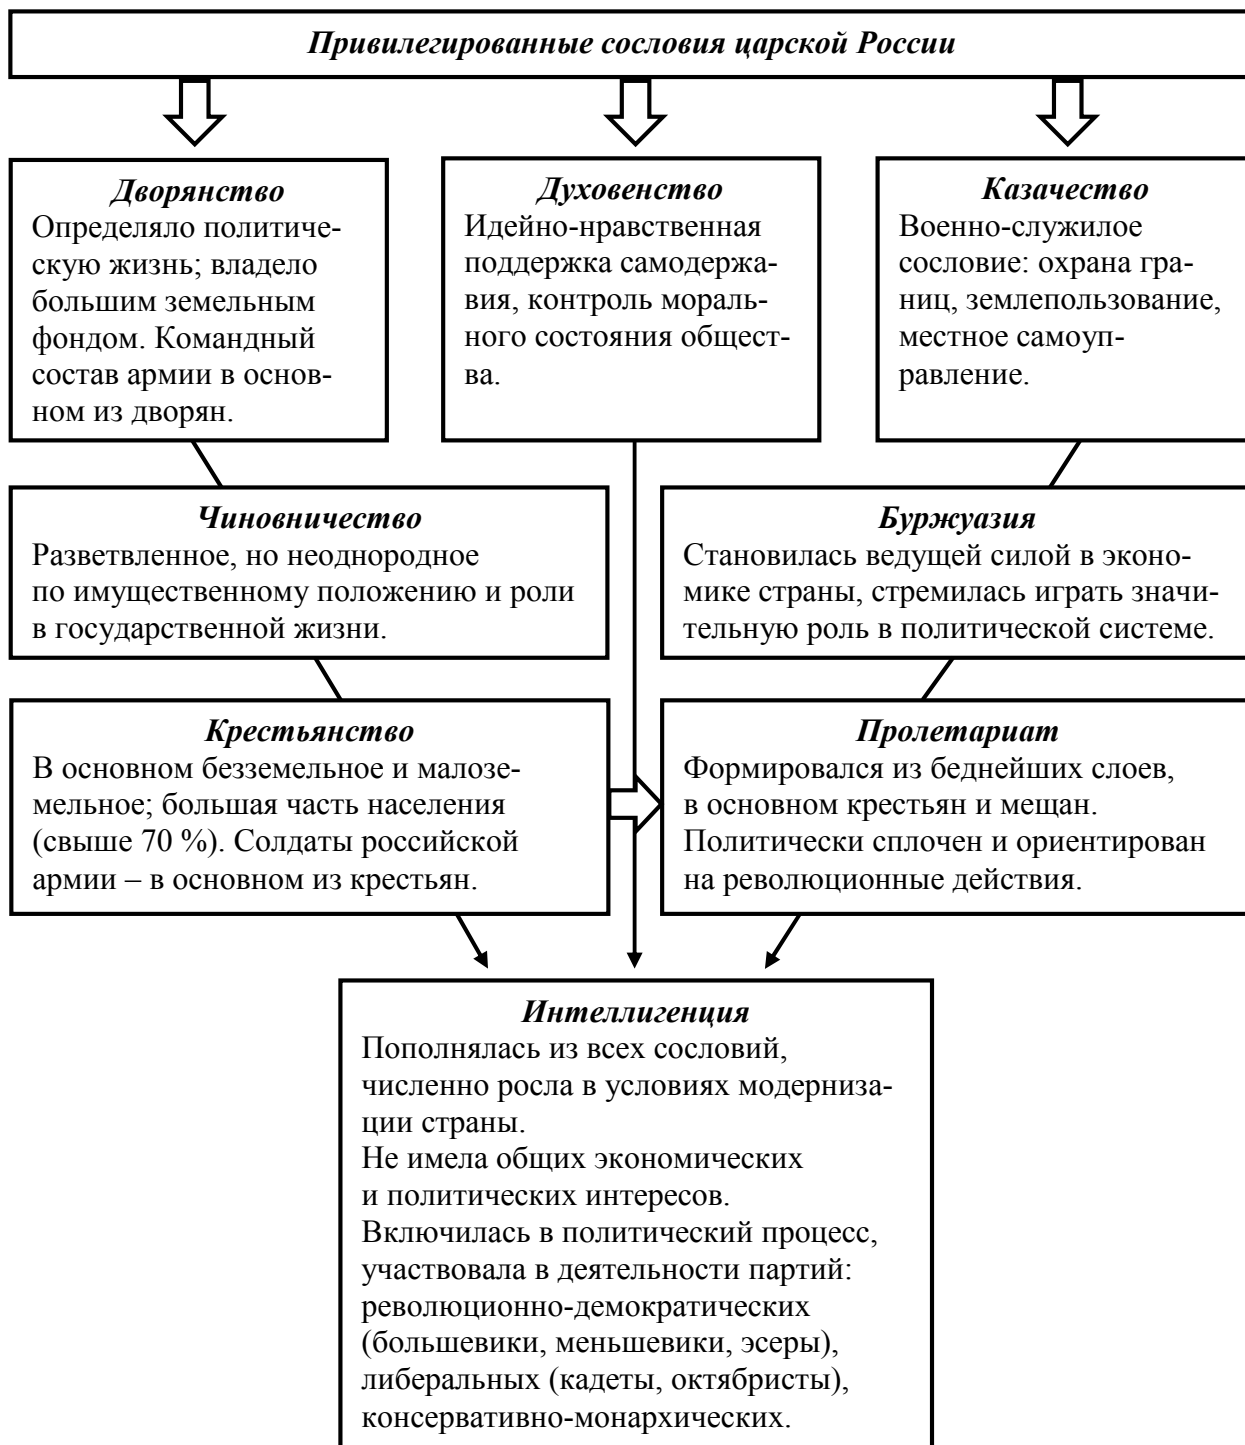 Привилегированные сословия царской России
Дворянство
Определяло политиче-
скую жизнь; владело
большим земельным
фондом. Командный
состав армии в основ-
ном из дворян.
Духовенство
Идейно-нравственная
поддержка самодержа-
вия, контроль мораль-
ного состояния общест-
ва.
Казачество
Военно-служилое
сословие: охрана гра-
ниц, землепользование,
местное самоуп-
равление.
Чиновничество
Разветвленное, но неоднородное
по имущественному положению и роли
в государственной жизни.
Буржуазия
Становилась ведущей силой в эконо-
мике страны, стремилась играть значи-
тельную роль в политической системе.
Крестьянство
В основном безземельное и малозе-
мельное; большая часть населения
(свыше 70 %). Солдаты российской
армии – в основном из крестьян.
Пролетариат
Формировался из беднейших слоев,
в основном крестьян и мещан.
Политически сплочен и ориентирован
на революционные действия.
Интеллигенция
Пополнялась из всех сословий,
численно росла в условиях модерниза-
ции страны.
Не имела общих экономических
и политических интересов.
Включилась в политический процесс,
участвовала в деятельности партий:
революционно-демократических
(большевики, меньшевики, эсеры),
либеральных (кадеты, октябристы),
консервативно-монархических.